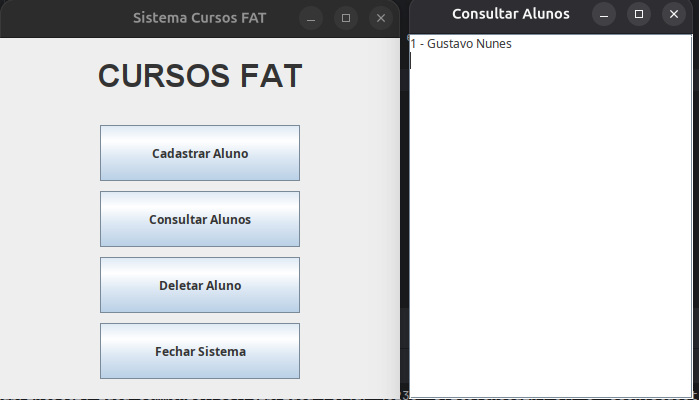 Sistema Cursos FAT
CURSOS FAT
Cadastrar Aluno
Consultar Alunos
Deletar Aluno
Fechar Sistema
Consultar Alunos
1 - Gustavo Nunes